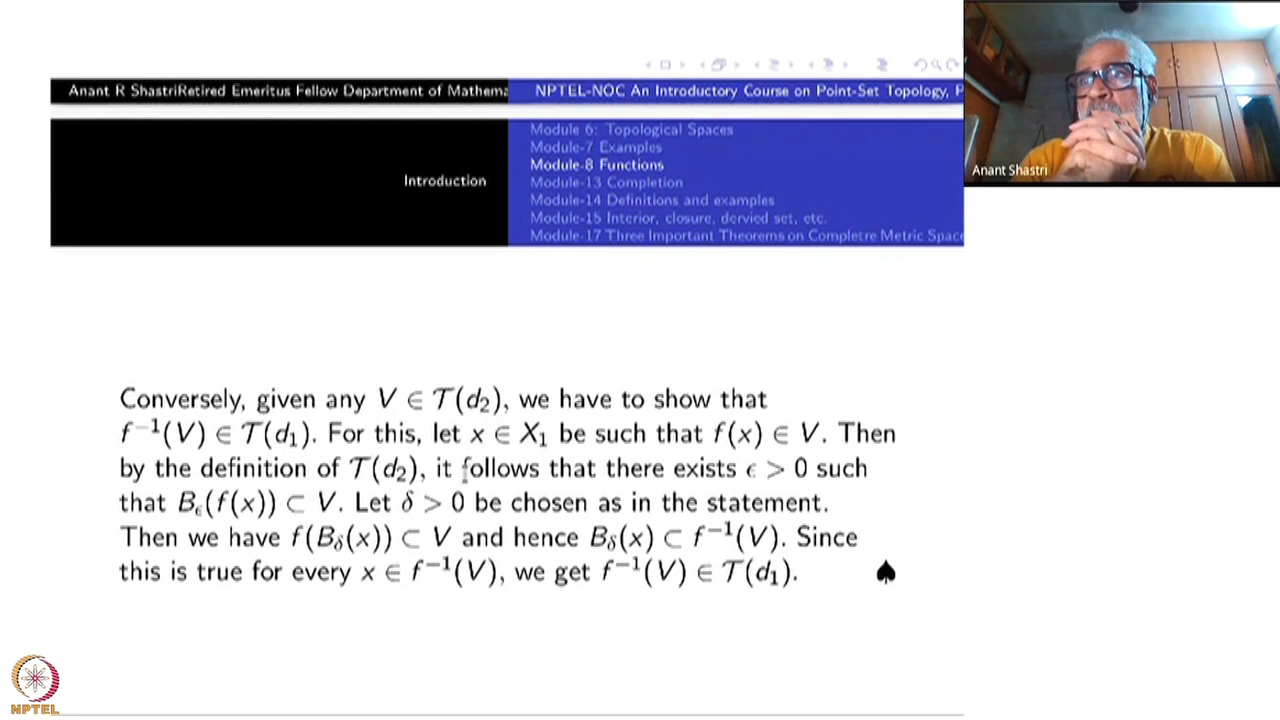 Anant R ShastriRetired Emeritus Fellow Department of Mathema
NPTEL-NOC An Introductory Course on Point-Set Topology, P
Introduction
Module 6: Topological Spaces
Module-7 Examples
Module-8 Functions
Module-13 Completion
Module-14 Definitions and examples
Module-15 Interior, closure, dervied set, etc.
Module-17 Three Important Theorems on Completre Metric Space
Anant Shastri
Conversely, given any V ∈ 𝒯(d₂), we have to show that
f⁻¹(V) ∈ 𝒯(d₁). For this, let x ∈ X₁ be such that f(x) ∈ V. Then
by the definition of 𝒯(d₂), it follows that there exists ϵ > 0 such
that B_ϵ(f(x)) ⊂ V. Let δ > 0 be chosen as in the statement.
Then we have f(B_δ(x)) ⊂ V and hence B_δ(x) ⊂ f⁻¹(V). Since
this is true for every x ∈ f⁻¹(V), we get f⁻¹(V) ∈ 𝒯(d₁). ♠
NPTEL